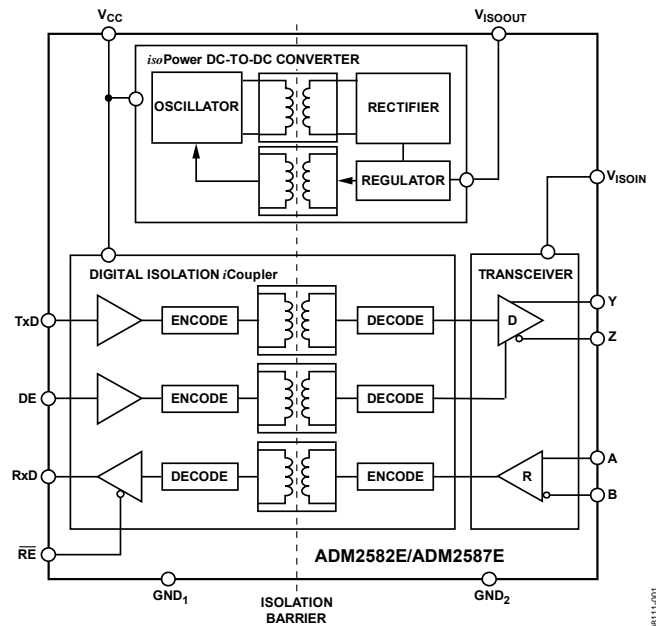 VCC
VISOOUT
isoPower DC-TO-DC CONVERTER
OSCILLATOR
RECTIFIER
REGULATOR
VISOIN
DIGITAL ISOLATION iCoupler
TRANSCEIVER
TxD
ENCODE
DECODE
D
Y
Z
DE
ENCODE
DECODE
RxD
DECODE
ENCODE
R
A
B
RE
ADM2582E/ADM2587E
GND1
ISOLATION
BARRIER
GND2